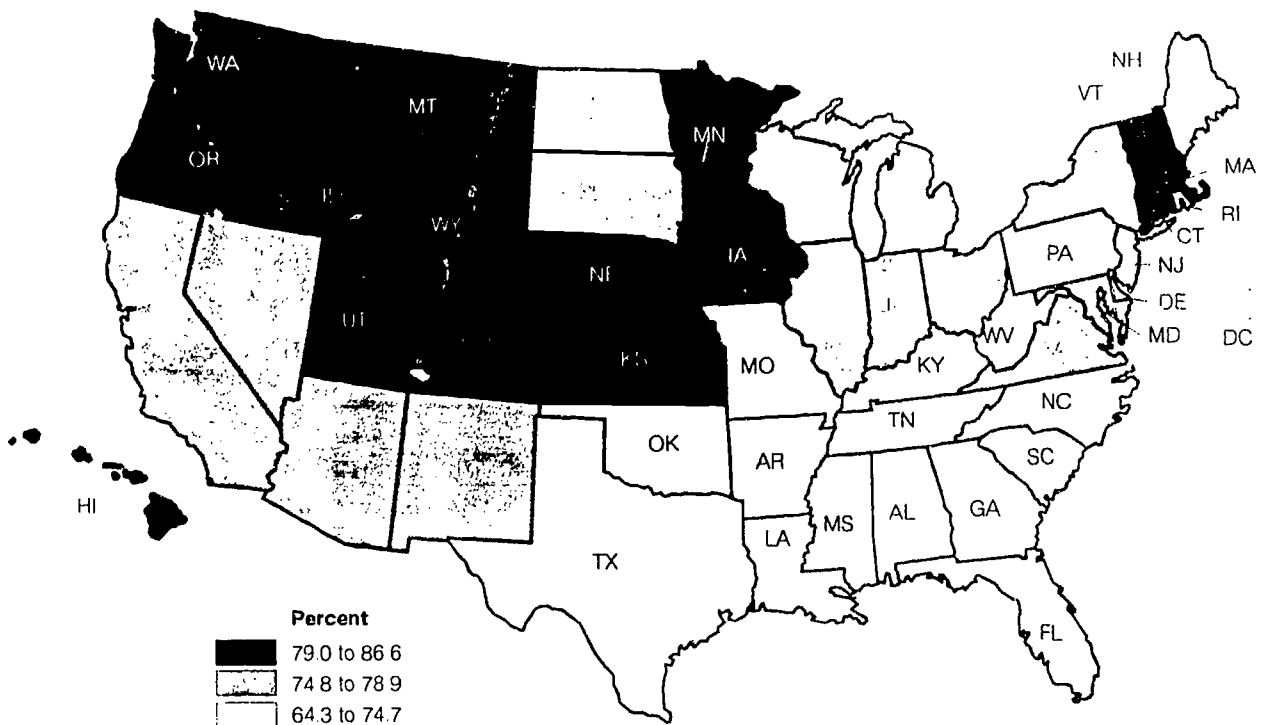 WA
MT
MN
OR
WY
IA
UT
KS
HI
NH
VT
MA
RI
CT
PA
NJ
DE
MD
DC
WV
MO
KY
NC
TN
OK
AR
SC
MS
AL
GA
LA
TX
FL
Percent
79.0 to 86 6
74 8 to 78 9
64.3 to 74.7